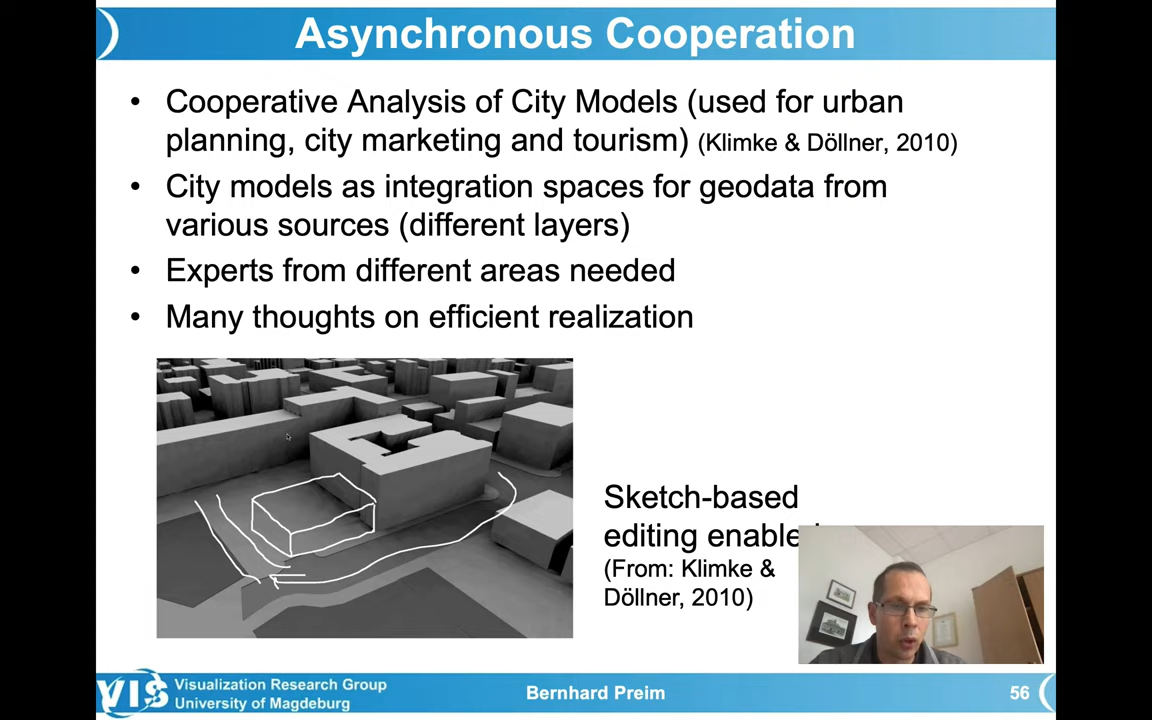 Asynchronous Cooperation
• Cooperative Analysis of City Models (used for urban
planning, city marketing and tourism) (Klimke & Döllner, 2010)
• City models as integration spaces for geodata from
various sources (different layers)
• Experts from different areas needed
• Many thoughts on efficient realization
Sketch-based
editing enable
(From: Klimke &
Döllner, 2010)
VIS
Visualization Research Group
University of Magdeburg
Bernhard Preim
56